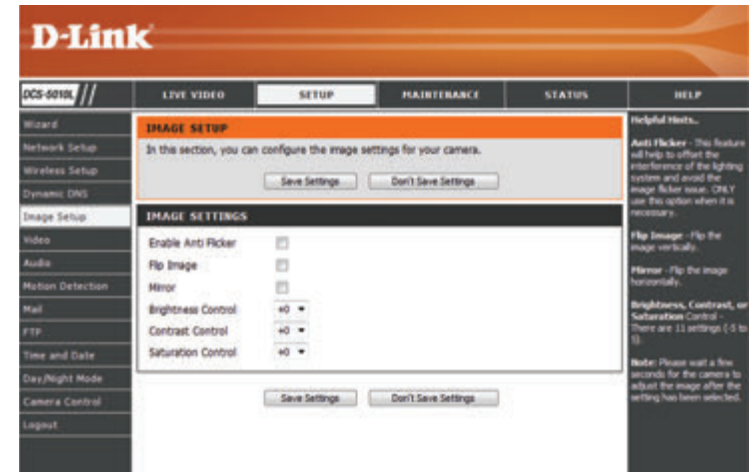 D-Link
DCS-5010L //
LIVE VIDEO
SETUP
MAINTENANCE
STATUS
HELP
Wizard
Network Setup
Wireless Setup
Dynamic DNS
Image Setup
Video
Audio
Motion Detection
Mail
FTP
Time and Date
Day/Night Mode
Camera Control
Logout
IMAGE SETUP
In this section, you can configure the image settings for your camera.
Save Settings
Don't Save Settings
IMAGE SETTINGS
Enable Anti Flicker
Flip Image
Mirror
Brightness Control +0
Contrast Control +0
Saturation Control +0
Save Settings
Don't Save Settings
Helpful Hints..
Anti Flicker - This feature
will help to offset the
interference of the lighting
system and avoid the
image flicker issue. ONLY
use this option when it is
necessary.
Flip Image - Flip the
image vertically.
Mirror - Flip the image
horizontally.
Brightness, Contrast, or
Saturation Control -
There are 11 settings (-5 to
5).
Note: Please wait a few
seconds for the camera to
adjust the image after the
setting has been selected.